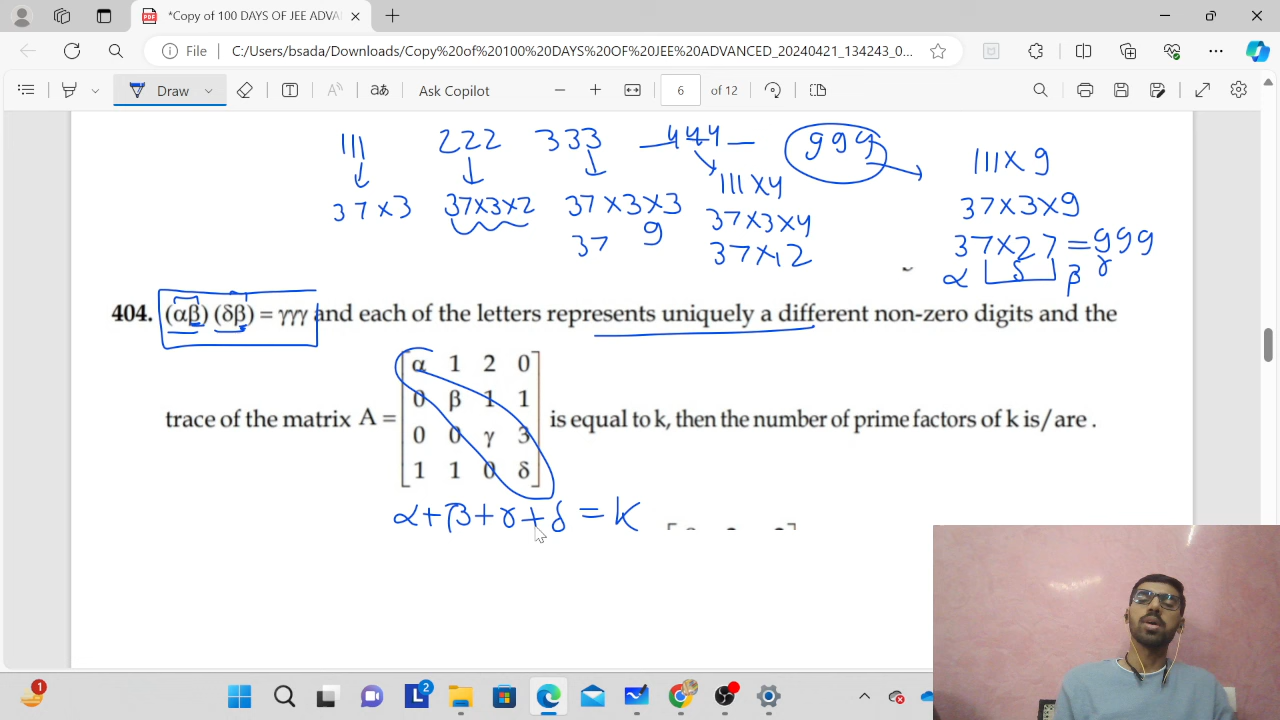 *Copy of 100 DAYS OF JEE ADVA
File C:/Users/bsada/Downloads/Copy%20of%20100%20DAYS%20OF%20JEE%20ADVANCED_20240421_134243_0...
Draw Ask Copilot 6 of 12
111 222 333 444 999 111×9
37×3 37×3×2 37×3×3 111×4 37×3×9
37 9 37×3×4 37×27=999
37×12 α δ β γ
404. (αβ) (δβ) = γγγ and each of the letters represents uniquely a different non-zero digits and the
α 1 2 0
0 β 1 1
trace of the matrix A = is equal to k, then the number of prime factors of k is/are .
0 0 γ 3
1 1 0 δ
α+β+γ+δ = k
1
2